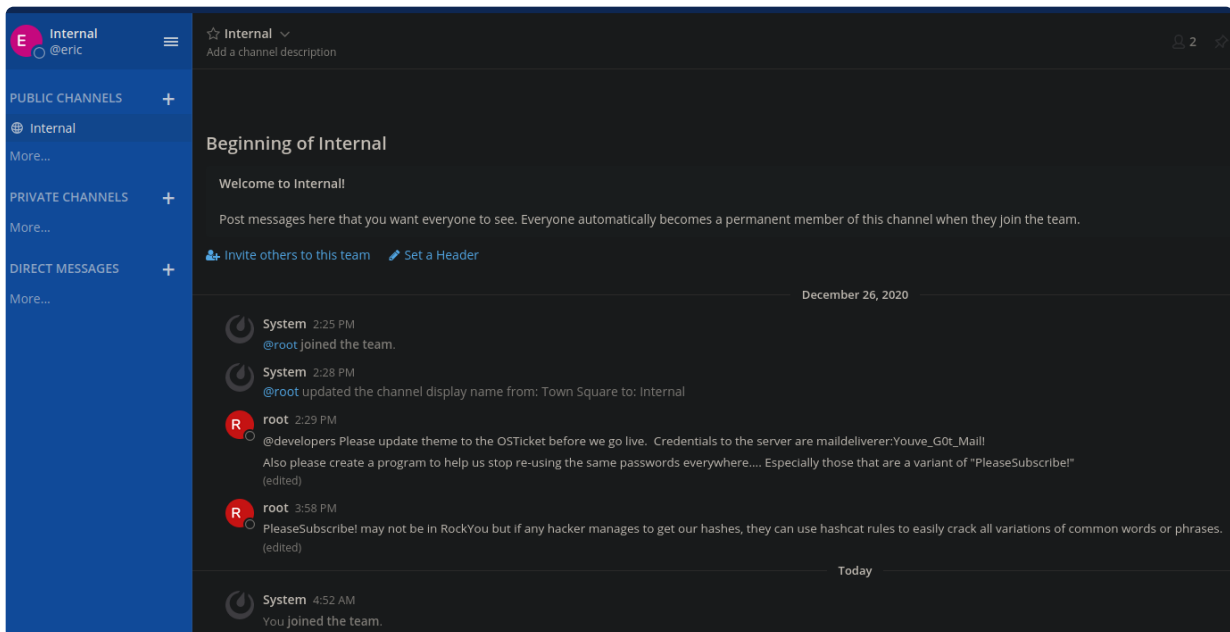 E
Internal
@eric
PUBLIC CHANNELS +
Internal
More...
PRIVATE CHANNELS +
More...
DIRECT MESSAGES +
More...
Internal
Add a channel description
2
Beginning of Internal
Welcome to Internal!
Post messages here that you want everyone to see. Everyone automatically becomes a permanent member of this channel when they join the team.
Invite others to this team Set a Header
December 26, 2020
System 2:25 PM
@root joined the team.
System 2:28 PM
@root updated the channel display name from: Town Square to: Internal
R
root 2:29 PM
@developers Please update theme to the OSTicket before we go live. Credentials to the server are maildeliverer:Youve_G0t_Mail!
Also please create a program to help us stop re-using the same passwords everywhere.... Especially those that are a variant of "PleaseSubscribe!"
(edited)
R
root 3:58 PM
PleaseSubscribe! may not be in RockYou but if any hacker manages to get our hashes, they can use hashcat rules to easily crack all variations of common words or phrases.
(edited)
Today
System 4:52 AM
You joined the team.